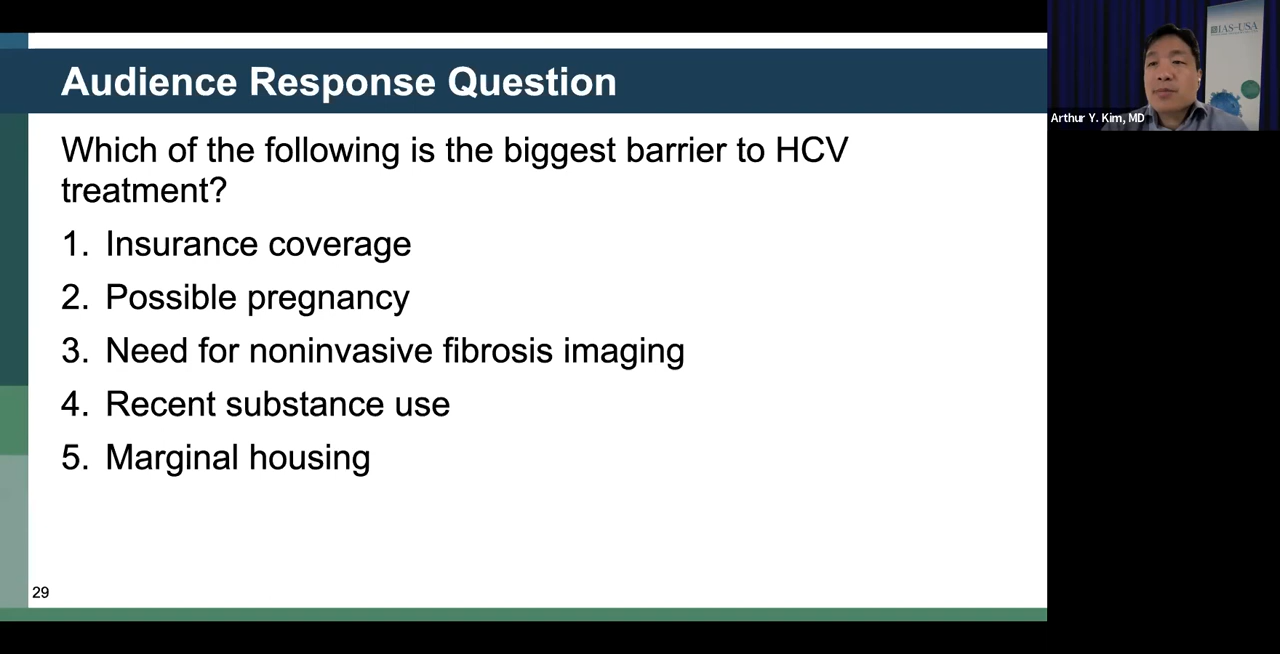 Audience Response Question
Which of the following is the biggest barrier to HCV
treatment?
1. Insurance coverage
2. Possible pregnancy
3. Need for noninvasive fibrosis imaging
4. Recent substance use
5. Marginal housing
29
IAS-USA
Arthur Y. Kim, MD